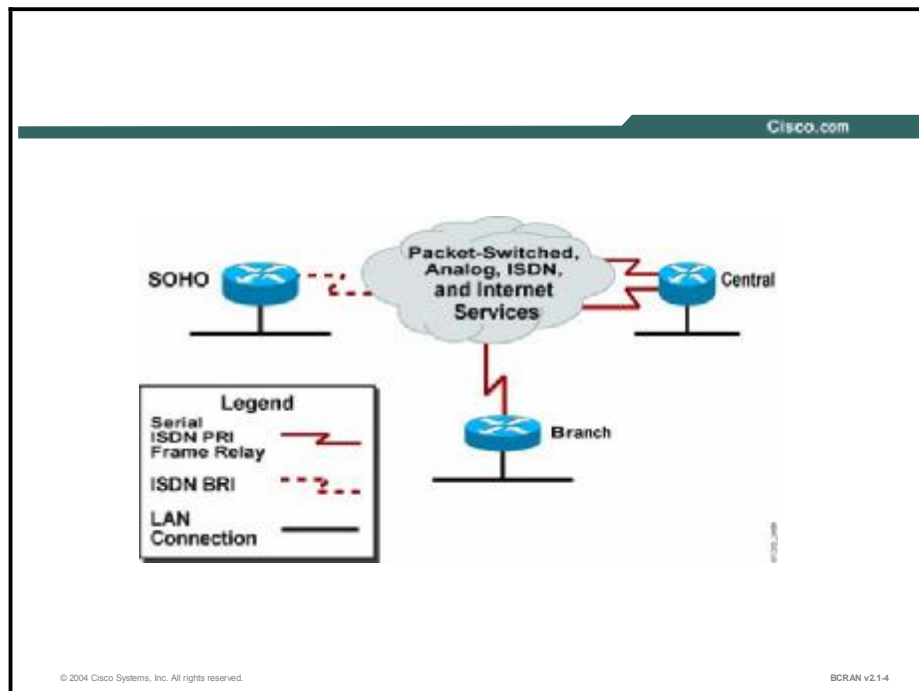 Cisco.com
SOHO
Packet-Switched,
Analog, ISDN,
and Internet
Services
Central
Branch
Legend
Serial
ISDN PRI
Frame Relay
ISDN BRI
LAN
Connection
© 2004 Cisco Systems, Inc. All rights reserved.
BCRAN v2.1-4